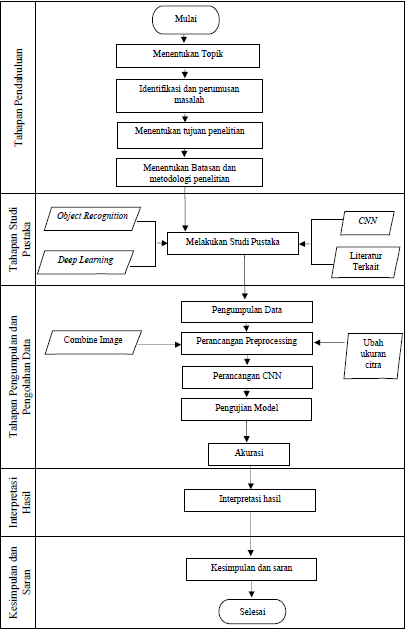 Tahapan Pendahuluan
Mulai
Menentukan Topik
Identifikasi dan perumusan
masalah
Menentukan tujuan penelitian
Menentukan Batasan dan
metodologi penelitian
Tahapan Studi
Pustaka
Object Recognition
Deep Learning
Melakukan Studi Pustaka
CNN
Literatur
Terkait
Tahapan Pengumpulan dan
Pengolahan Data
Pengumpulan Data
Combine Image
Perancangan Preprocessing
Ubah
ukuran
citra
Perancangan CNN
Pengujian Model
Akurasi
Interpretasi
Hasil
Interpretasi hasil
Kesimpulan dan
Saran
Kesimpulan dan saran
Selesai